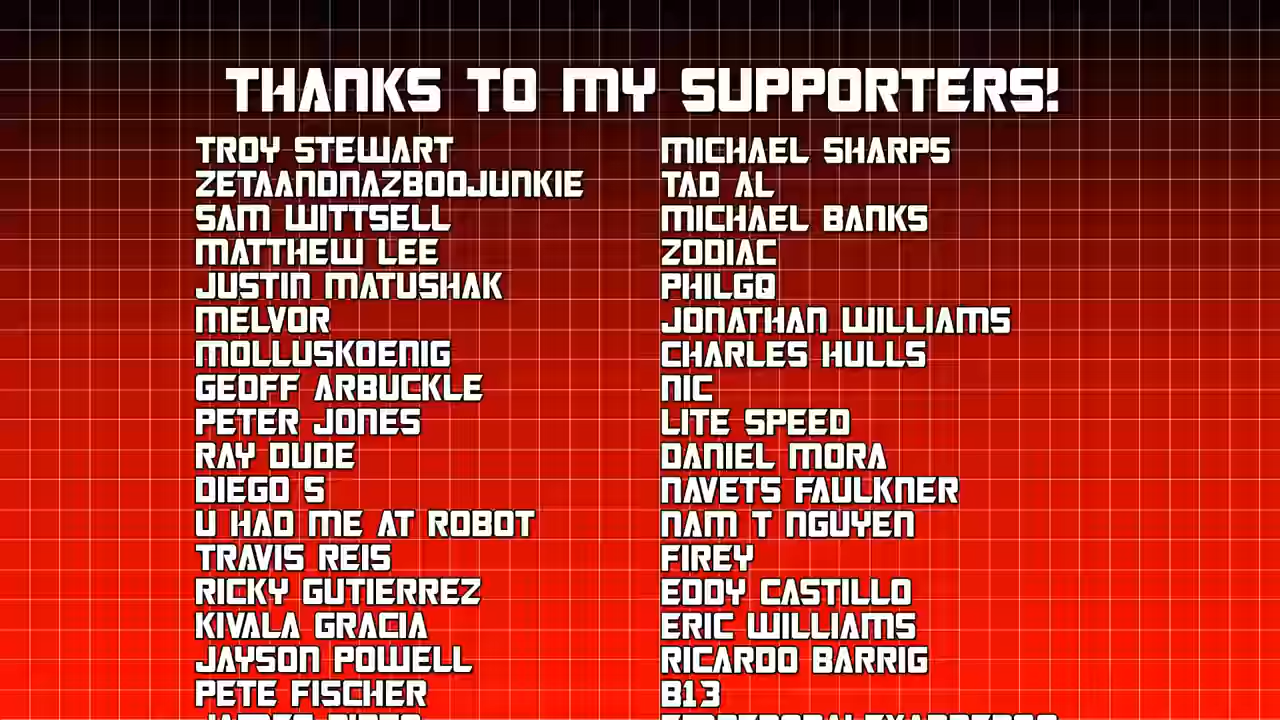 THANKS TO MY SUPPORTERS!
TROY STEWART
ZETAANDNAZBOOJUNKIE
SAM WITTSELL
MATTHEW LEE
JUSTIN MATUSHAK
MELVOR
MOLLUSKOENIG
GEOFF ARBUCKLE
PETER JONES
RAY DUDE
DIEGO S
U HAD ME AT ROBOT
TRAVIS REIS
RICKY GUTIERREZ
KIVALA GRACIA
JAYSON POWELL
PETE FISCHER
MICHAEL SHARPS
TAD AL
MICHAEL BANKS
ZODIAC
PHILGQ
JONATHAN WILLIAMS
CHARLES HULLS
NIC
LITE SPEED
DANIEL MORA
NAVETS FAULKNER
NAM T NGUYEN
FIREY
EDDY CASTILLO
ERIC WILLIAMS
RICARDO BARRIG
B13